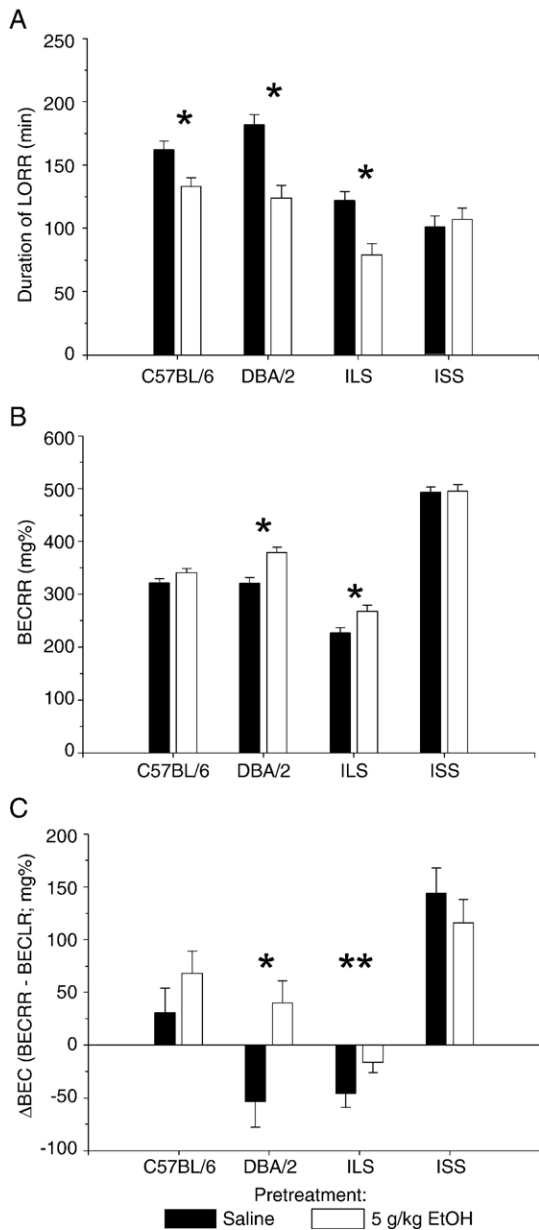 A
Duration of LORR (min)
250
200
150
100
50
0
*
*
*
C57BL/6 DBA/2 ILS ISS
B
BECRR (mg%)
600
500
400
300
200
100
0
*
*
C57BL/6 DBA/2 ILS ISS
C
ΔBEC (BECRR - BECLR; mg%)
200
150
100
50
0
-50
-100
*
**
C57BL/6 DBA/2 ILS ISS
Pretreatment:
Saline 5 g/kg EtOH